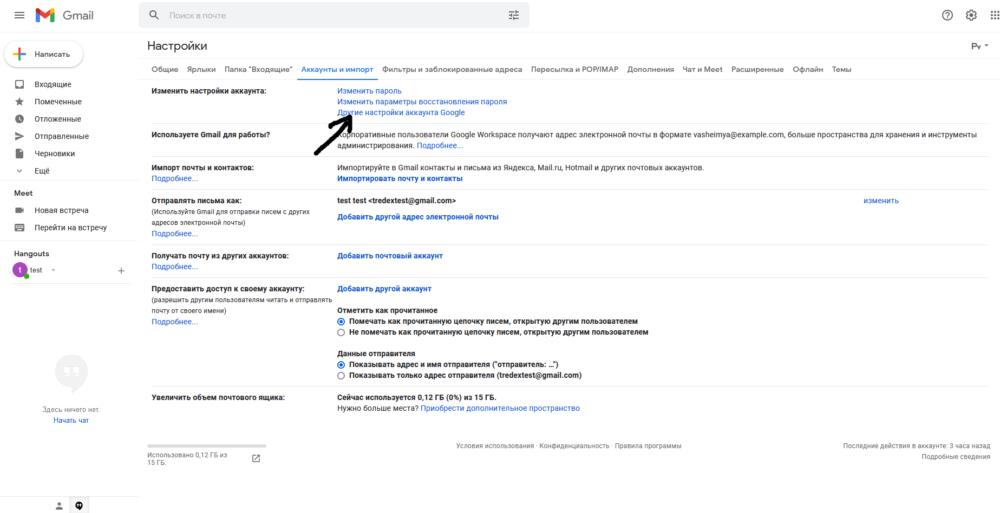 Gmail
Поиск в почте
Написать
Входящие
Помеченные
Отложенные
Отправленные
Черновики
Ещё
Meet
Новая встреча
Перейти на встречу
Hangouts
t test
Здесь ничего нет.
Начать чат
Настройки
Ру
Общие Ярлыки Папка "Входящие" Аккаунты и импорт Фильтры и заблокированные адреса Пересылка и POP/IMAP Дополнения Чат и Meet Расширенные Офлайн Темы
Изменить настройки аккаунта:
Изменить пароль
Изменить параметры восстановления пароля
Другие настройки аккаунта Google
Используете Gmail для работы?
Корпоративные пользователи Google Workspace получают адрес электронной почты в формате vasheimya@example.com, больше пространства для хранения и инструменты
администрирования. Подробнее...
Импорт почты и контактов:
Подробнее...
Импортируйте в Gmail контакты и письма из Яндекса, Mail.ru, Hotmail и других почтовых аккаунтов.
Импортировать почту и контакты
Отправлять письма как:
(Используйте Gmail для отправки писем с других
адресов электронной почты)
Подробнее...
test test <tredextest@gmail.com>
изменить
Добавить другой адрес электронной почты
Получать почту из других аккаунтов:
Подробнее...
Добавить почтовый аккаунт
Предоставить доступ к своему аккаунту:
(разрешить другим пользователям читать и отправлять
почту от своего имени)
Подробнее...
Добавить другой аккаунт
Отметить как прочитанное
Помечать как прочитанную цепочку писем, открытую другим пользователем
Не помечать как прочитанную цепочку писем, открытую другим пользователем
Данные отправителя
Показывать адрес и имя отправителя ("отправитель: ...")
Показывать только адрес отправителя (tredextest@gmail.com)
Увеличить объем почтового ящика:
Сейчас используется 0,12 ГБ (0%) из 15 ГБ.
Нужно больше места? Приобрести дополнительное пространство
Использовано 0,12 ГБ из
15 ГБ.
Условия использования · Конфиденциальность · Правила программы
Последние действия в аккаунте: 3 часа назад
Подробные сведения